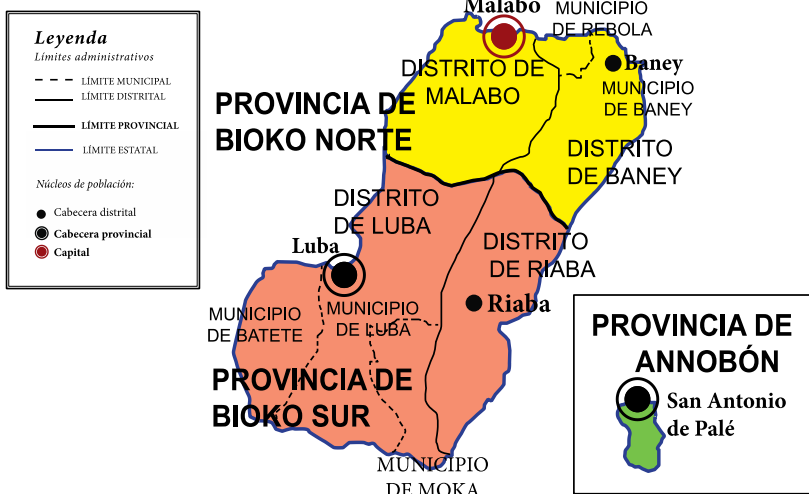 Leyenda
Límites administrativos
LÍMITE MUNICIPAL
LÍMITE DISTRITAL
LÍMITE PROVINCIAL
LÍMITE ESTATAL
Núcleos de población:
Cabecera distrital
Cabecera provincial
Capital
Malabo
MUNICIPIO
DE REBOLA
Baney
DISTRITO DE
MALABO
MUNICIPIO
DE BANEY
PROVINCIA DE
BIOKO NORTE
DISTRITO
DE BANEY
DISTRITO
DE LUBA
Luba
DISTRITO
DE RIABA
Riaba
MUNICIPIO
DE BATETE
MUNICIPIO
DE LUBA
PROVINCIA DE
BIOKO SUR
MUNICIPIO
DE MOKA
PROVINCIA DE
ANNOBÓN
San Antonio
de Palé